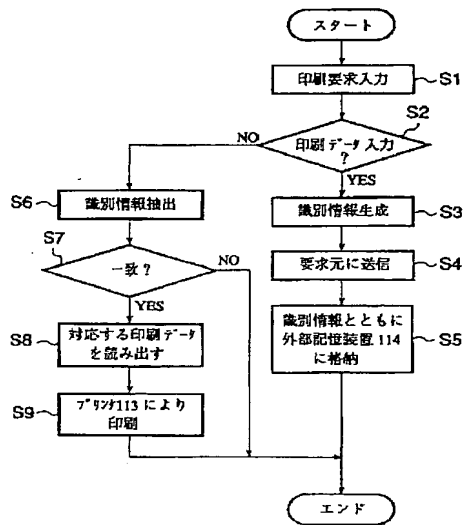 スタート
印刷要求入力
S1
S2
印刷データ入力
?
NO
YES
S6
識別情報抽出
識別情報生成
S3
S7
一致?
NO
YES
要求元に送信
S4
S8
対応する印刷データ
を読み出す
識別情報とともに
外部記憶装置114
に格納
S5
S9
プリンタ113により
印刷
エンド